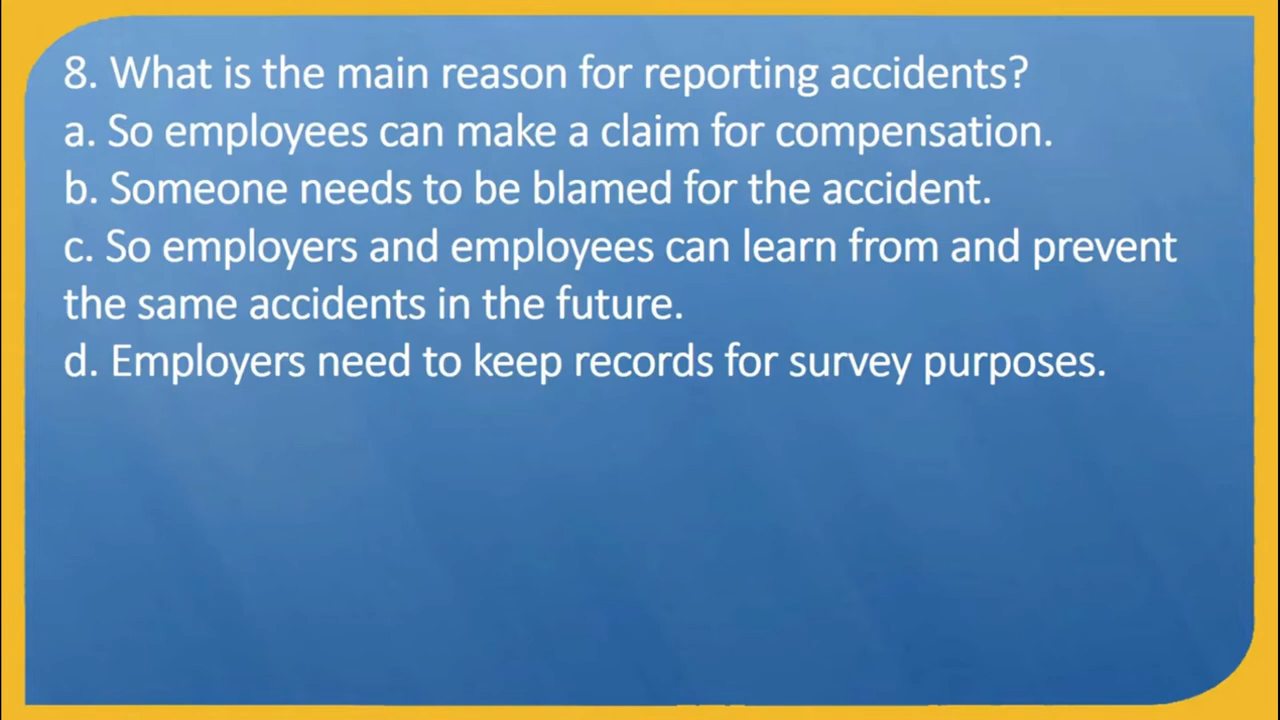 8. What is the main reason for reporting accidents?
a. So employees can make a claim for compensation.
b. Someone needs to be blamed for the accident.
c. So employers and employees can learn from and prevent
the same accidents in the future.
d. Employers need to keep records for survey purposes.